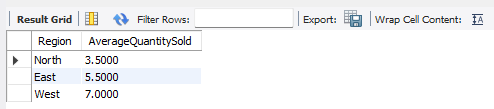 Result Grid Filter Rows: Export: Wrap Cell Content: IA
Region AverageQuantitySold
North 3.5000
East 5.5000
West 7.0000